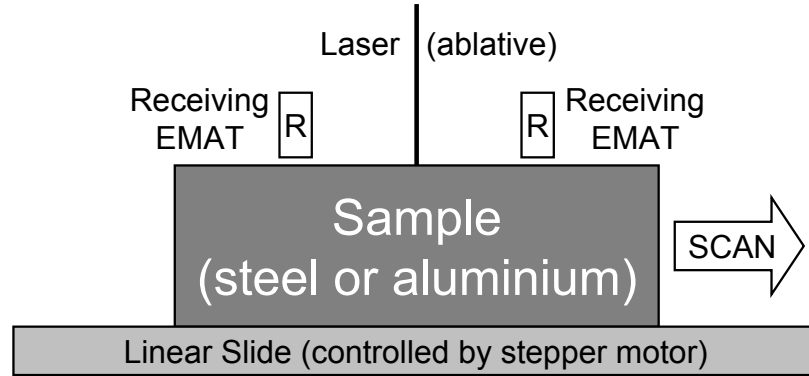 Laser (ablative)
Receiving
EMAT
R
R
Receiving
EMAT
Sample
(steel or aluminium)
SCAN
Linear Slide (controlled by stepper motor)